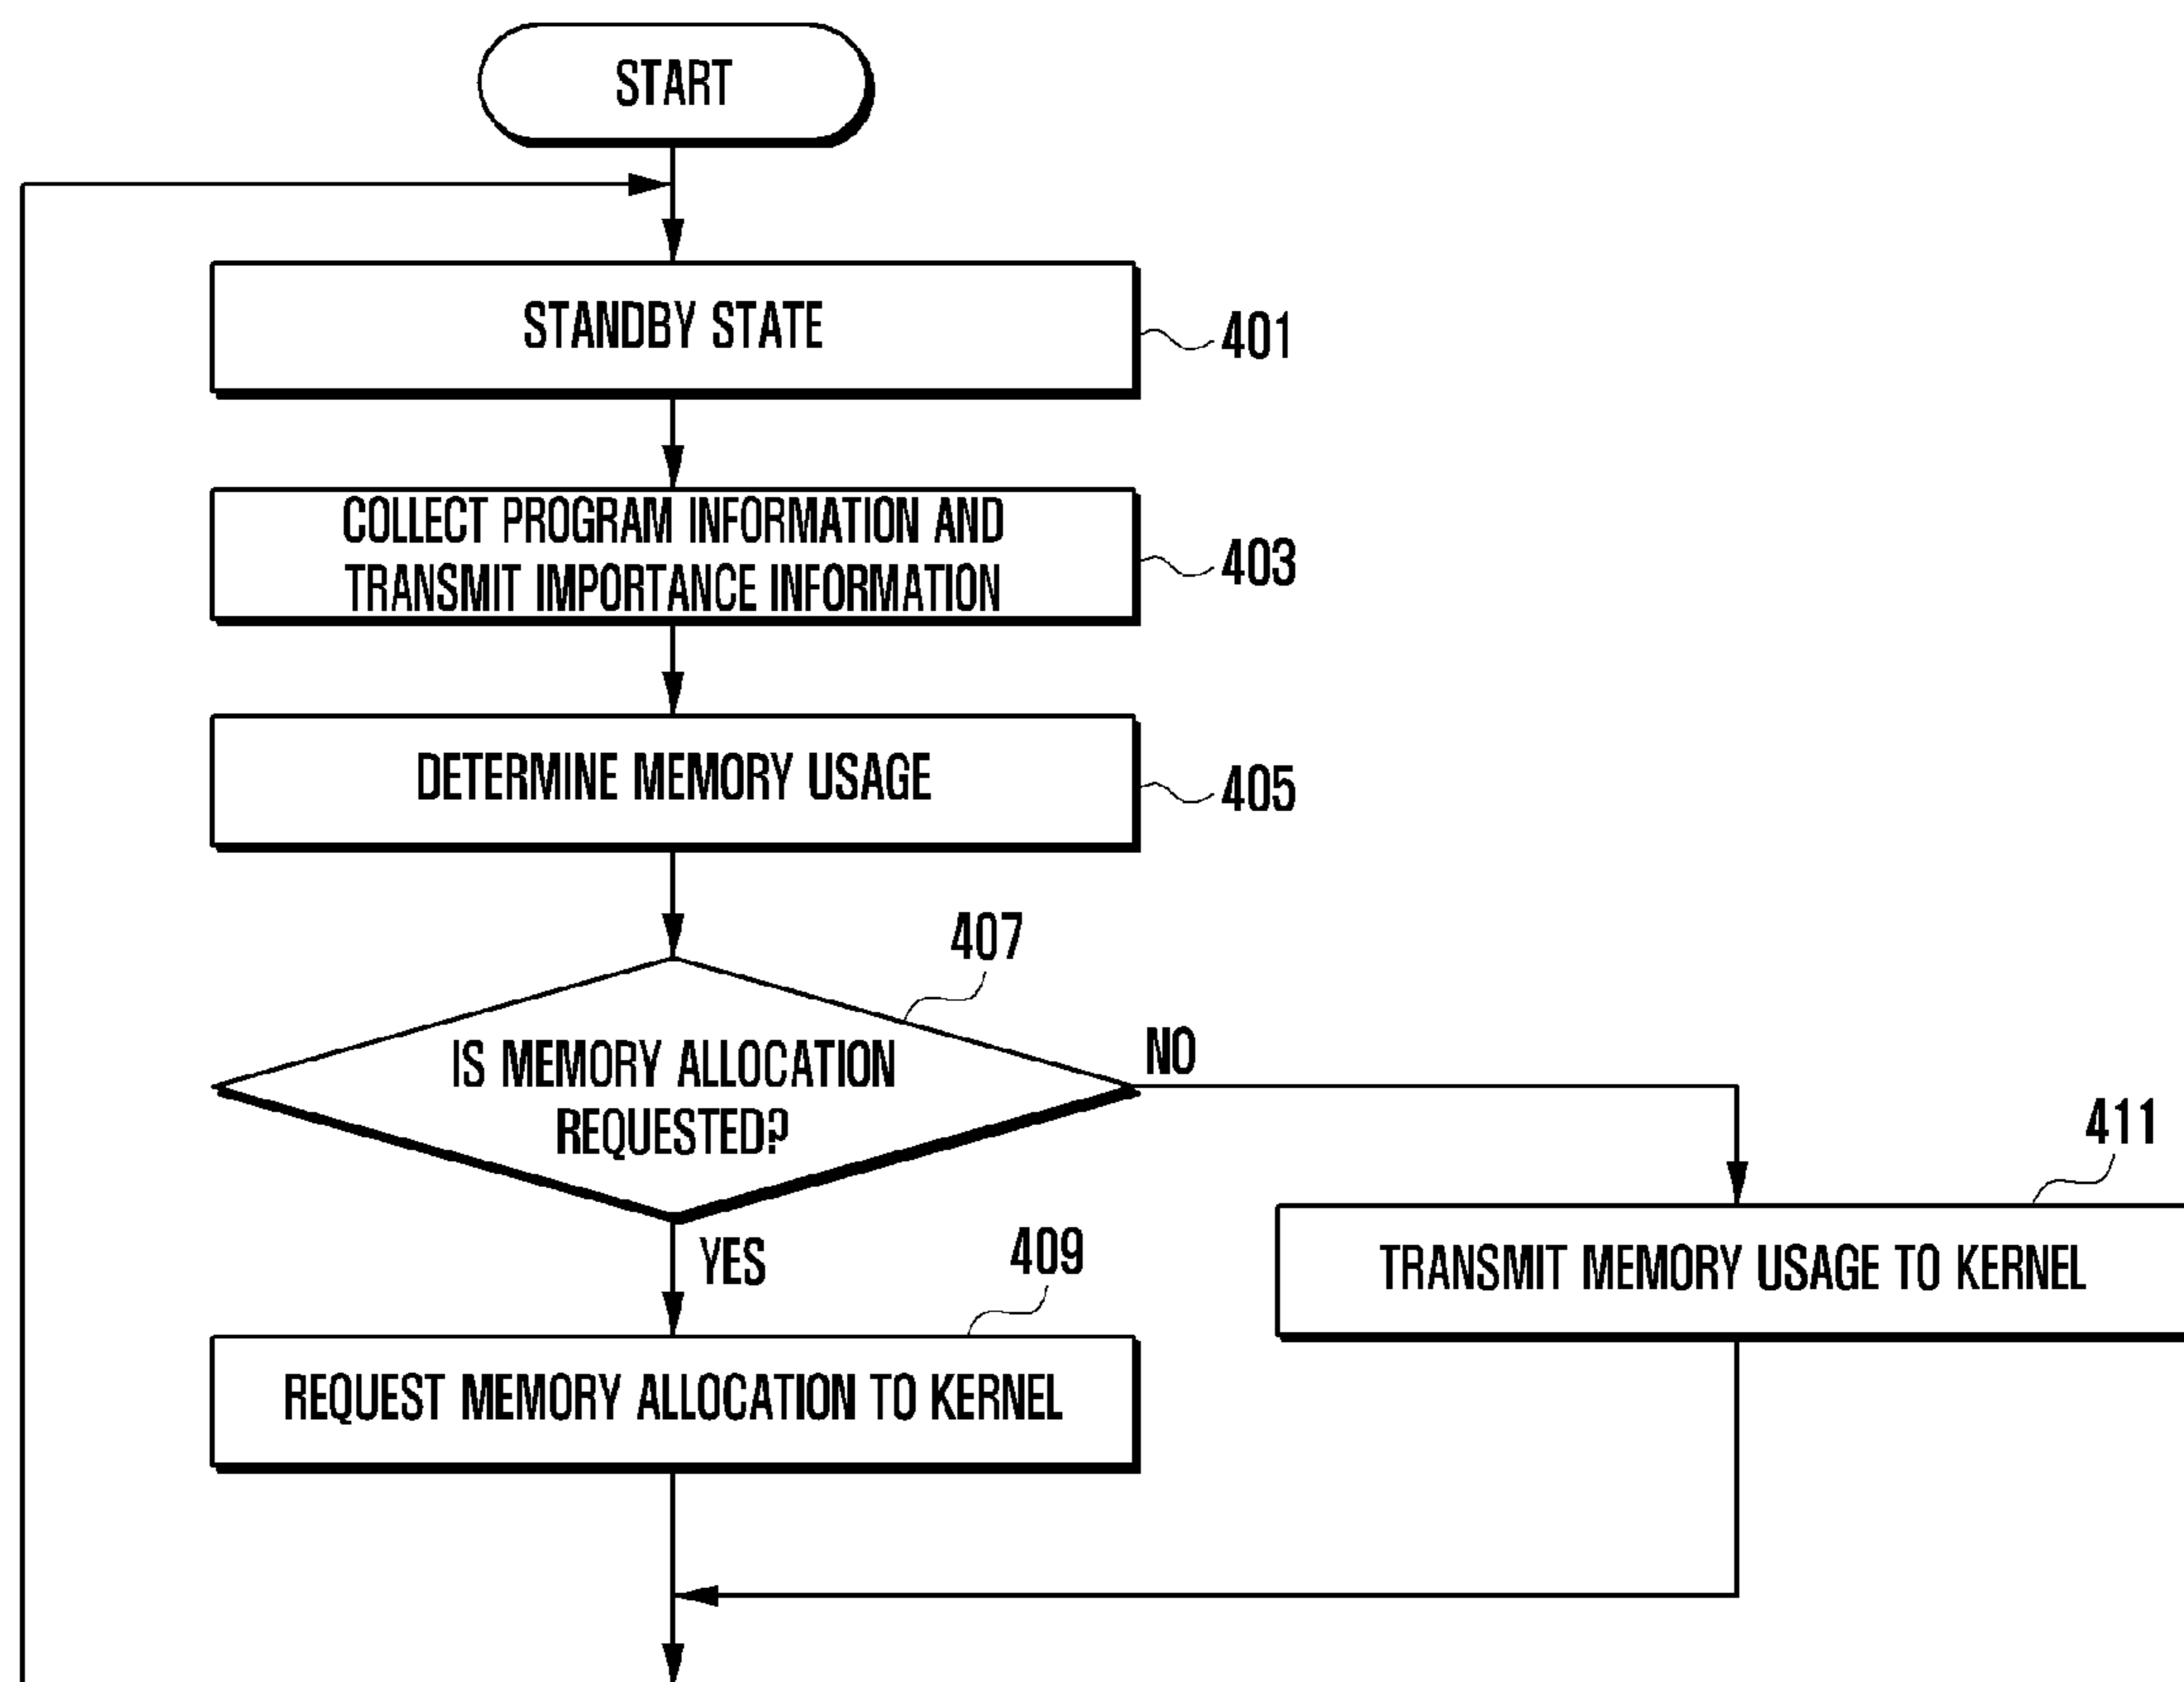 START
STANDBY STATE
401
COLLECT PROGRAM INFORMATION AND
TRANSMIT IMPORTANCE INFORMATION
403
DETERMINE MEMORY USAGE
405
407
IS MEMORY ALLOCATION
REQUESTED?
NO
YES
411
TRANSMIT MEMORY USAGE TO KERNEL
409
REQUEST MEMORY ALLOCATION TO KERNEL